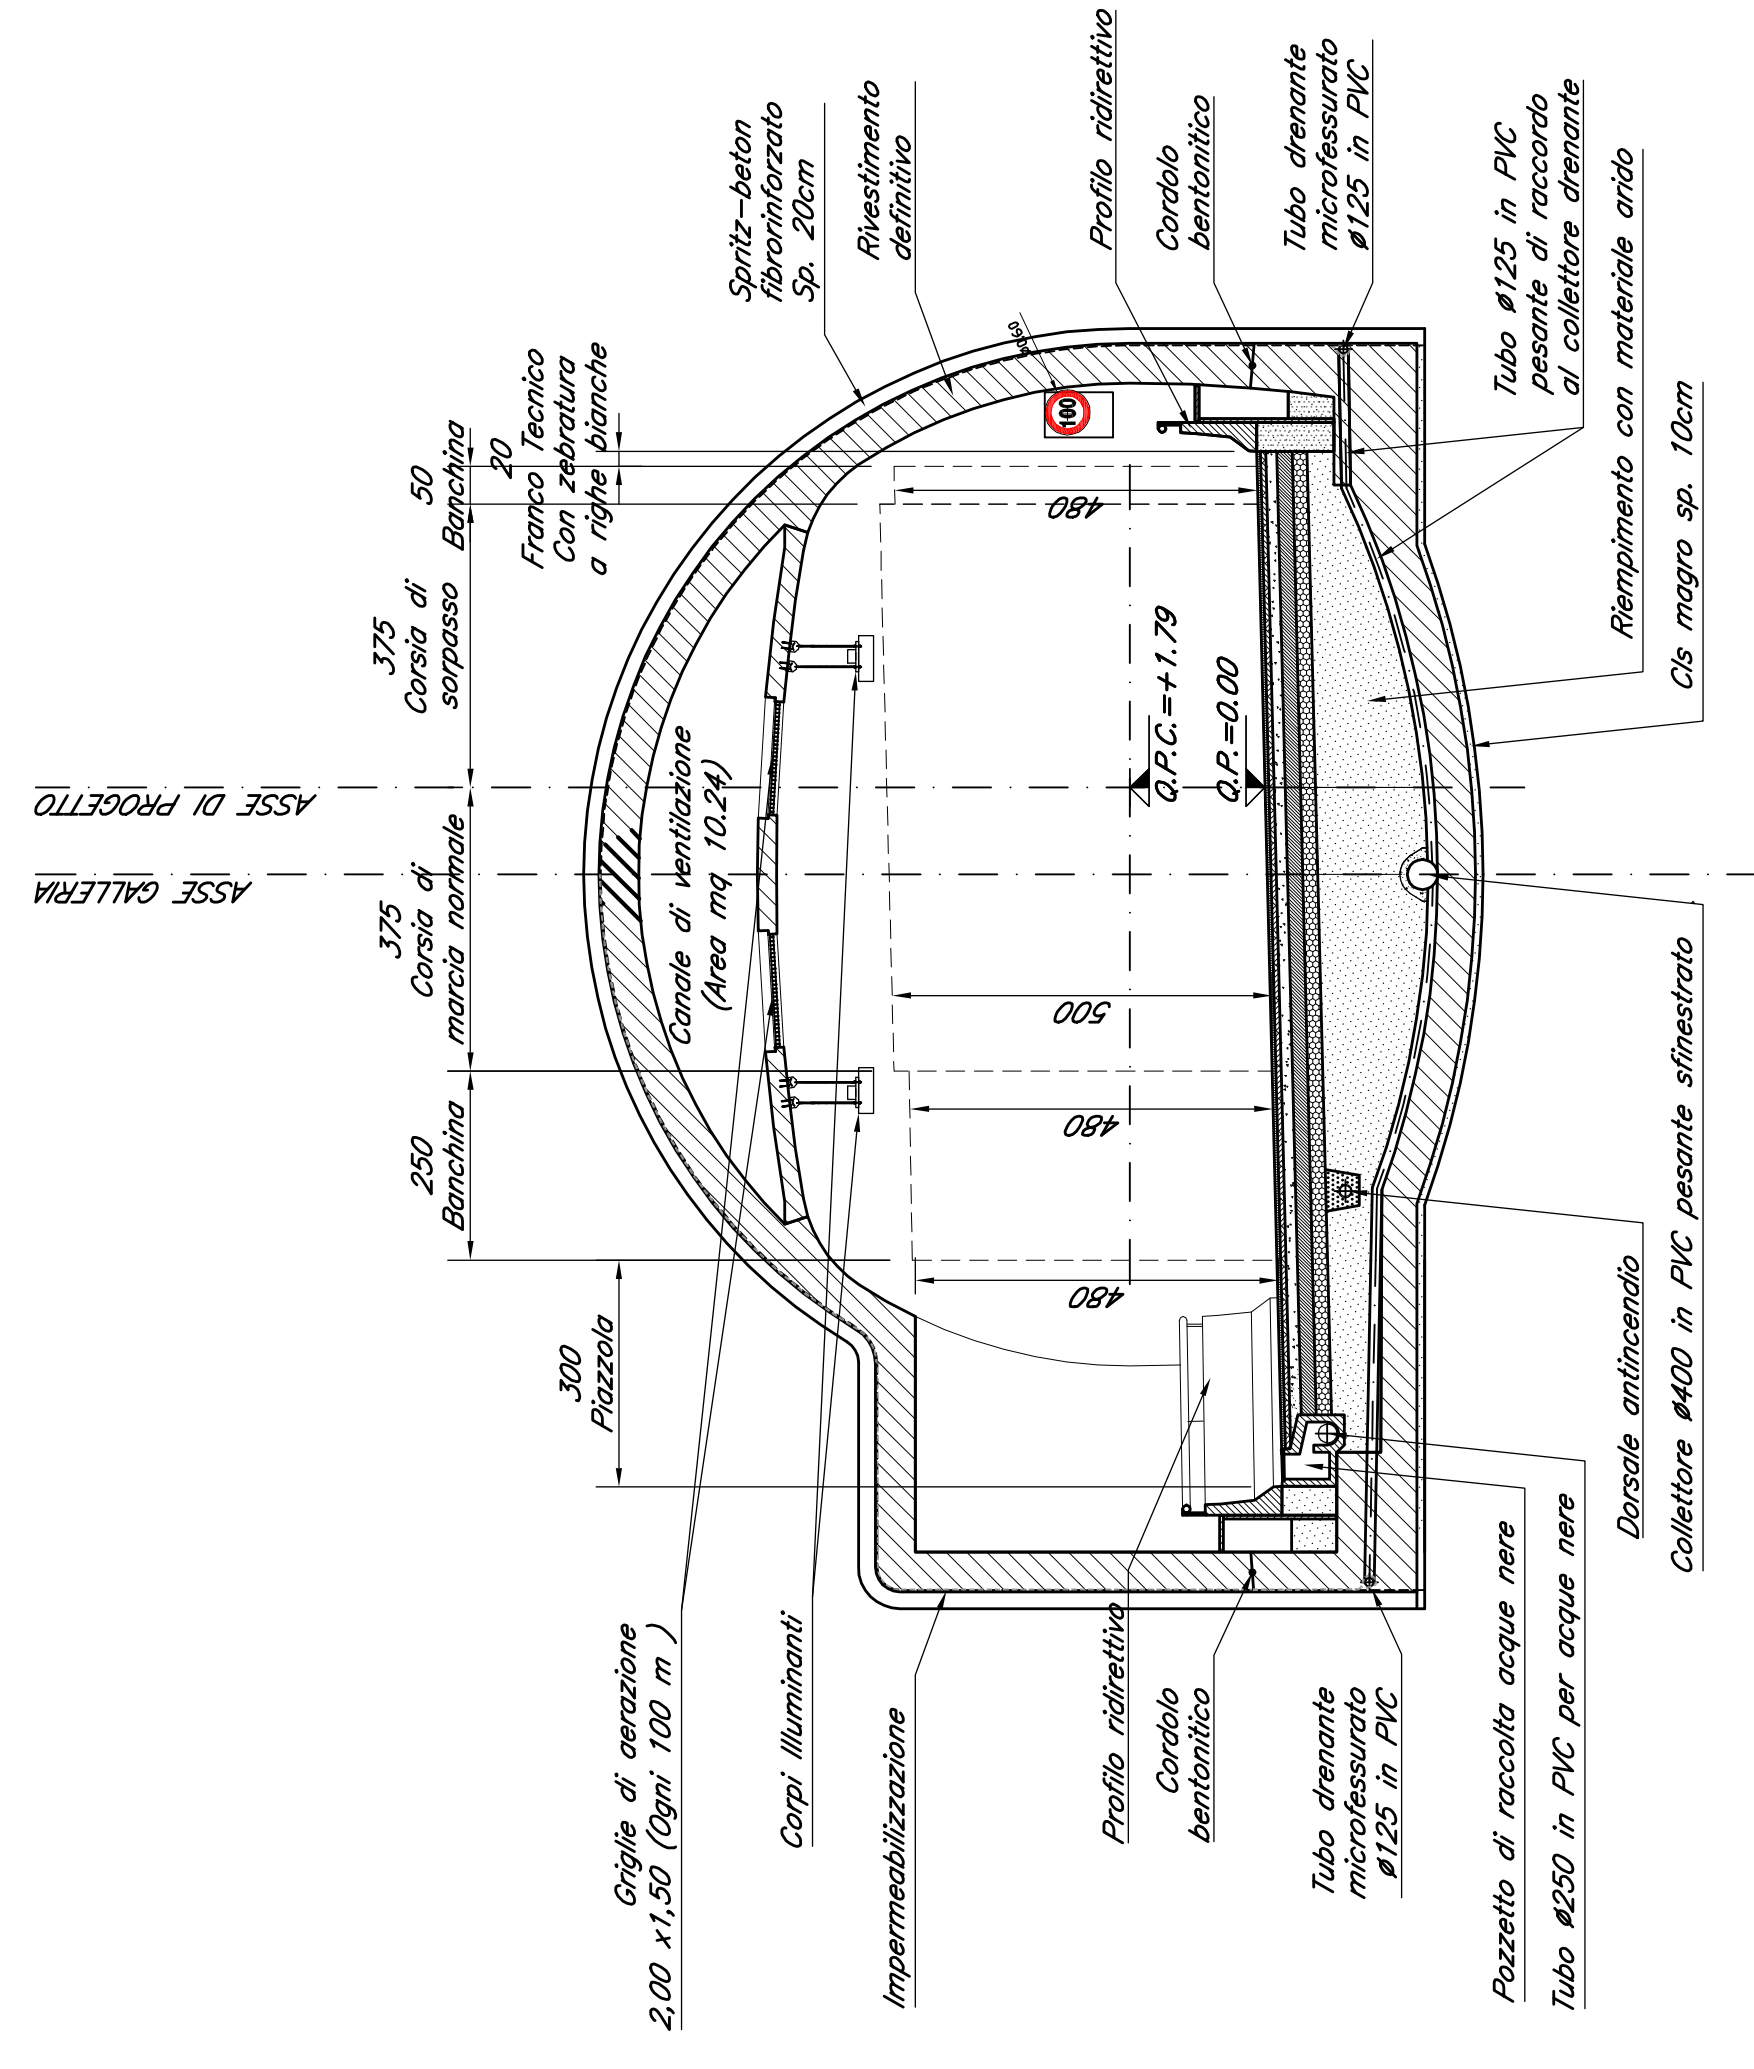 ASSE GALLERIA
ASSE DI PROGETTO
300
Piazzola
250
Banchina
375
Corsia di
marcia normale
375
Corsia di
sorpasso
50
Banchina
20
Franco Tecnico
Con zebratura
a righe bianche
Griglie di aerazione
2,00 x1,50 (Ogni 100 m )
Corpi illuminanti
Impermeabilizzazione
Profilo ridirettivo
Cordolo
bentonitico
Tubo drenante
microfessurato
ø125 in PVC
Pozzetto di raccolta acque nere
Tubo ø250 in PVC per acque nere
Canale di ventilazione
(Area mq 10.24)
480
480
500
480
Q.P.C.=+1.79
Q.P.=0.00
100
ø060
Spritz-beton
fibrorinforzato
Sp. 20cm
Rivestimento
definitivo
Profilo ridirettivo
Cordolo
bentonitico
Tubo drenante
microfessurato
ø125 in PVC
Tubo ø125 in PVC
pesante di raccordo
al collettore drenante
Riempimento con materiale arido
Cls magro sp. 10cm
Dorsale antincendio
Collettore ø400 in PVC pesante sfinestrato